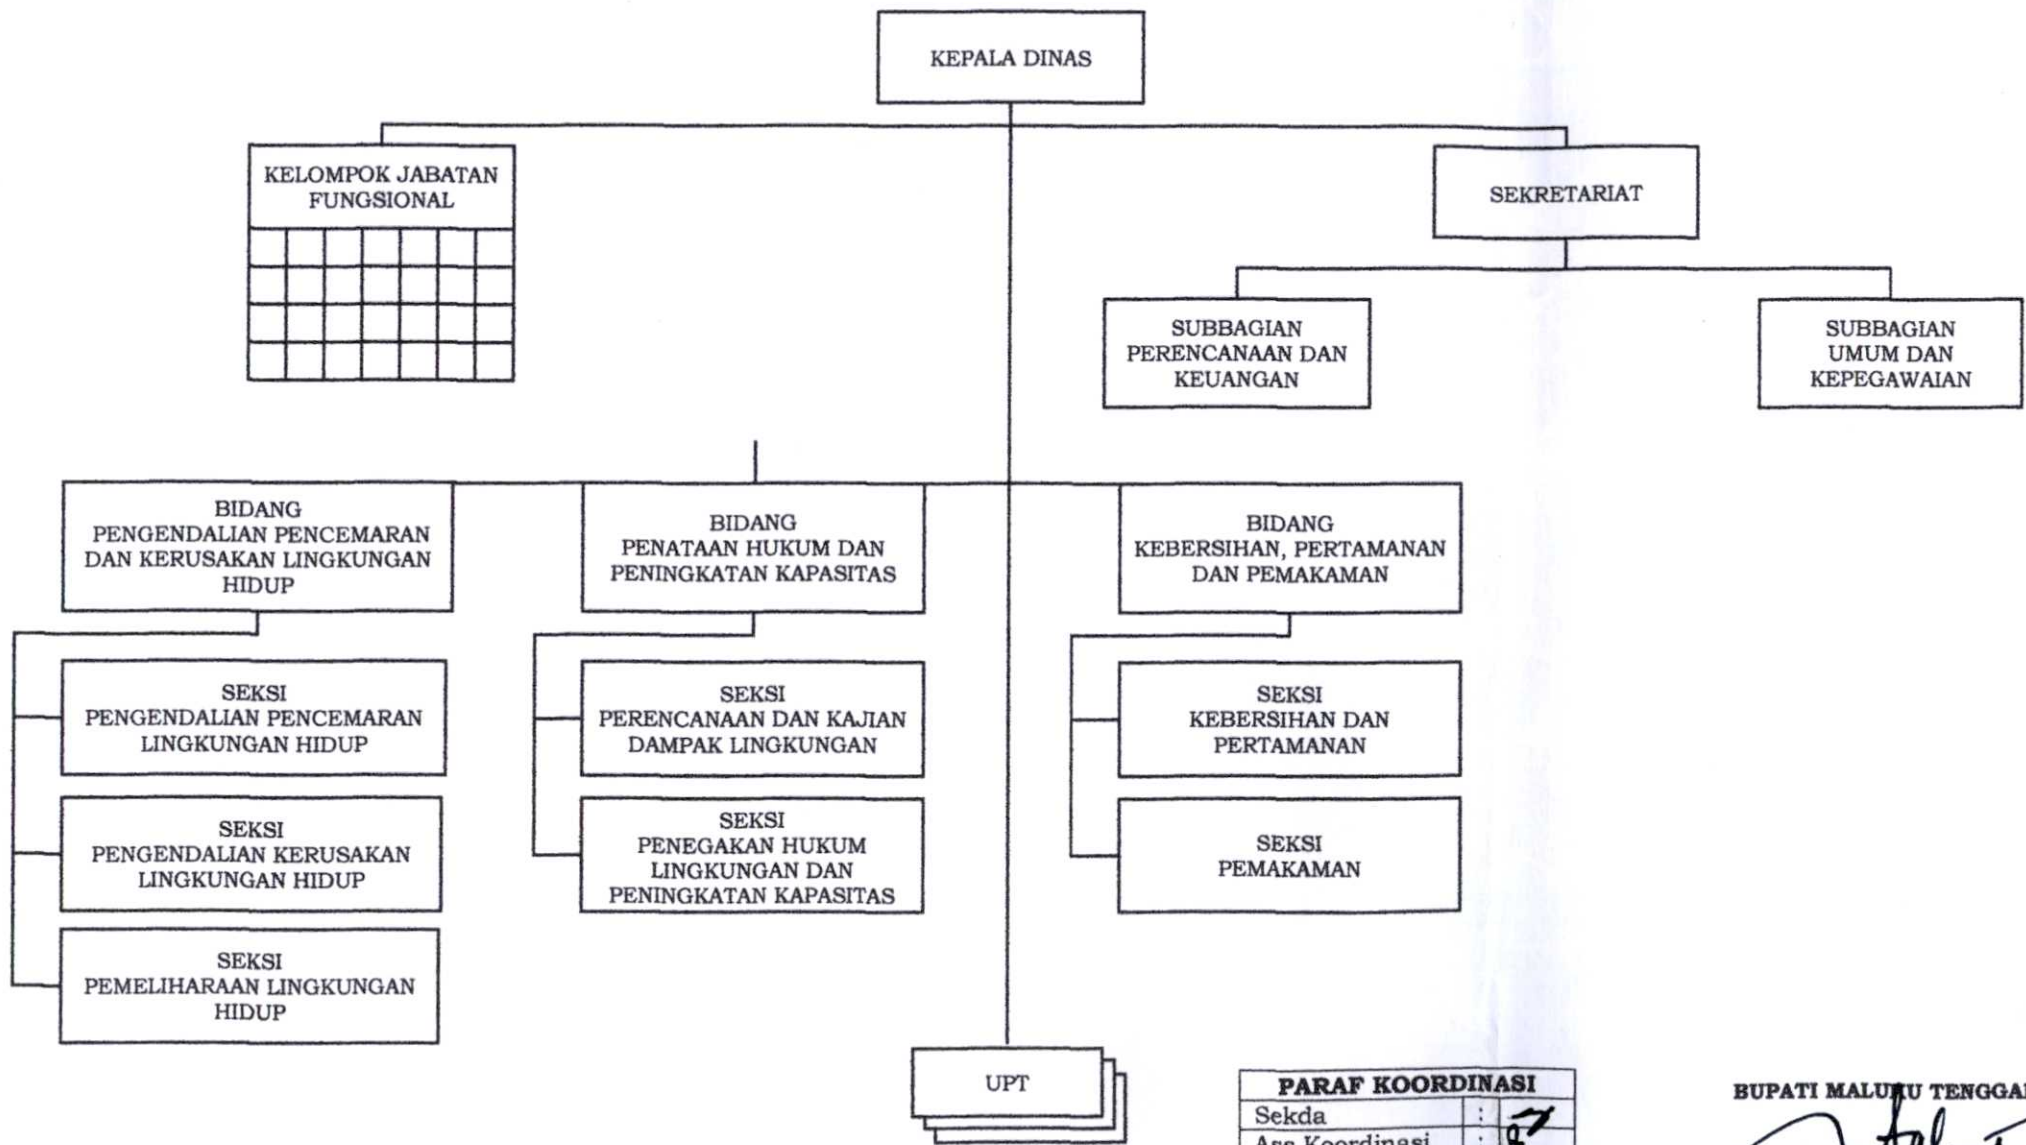 KEPALA DINAS
KELOMPOK JABATAN
FUNGSIONAL
SEKRETARIAT
SUBBAGIAN
PERENCANAAN DAN
KEUANGAN
SUBBAGIAN
UMUM DAN
KEPEGAWAIAN
BIDANG
PENGENDALIAN PENCEMARAN
DAN KERUSAKAN LINGKUNGAN
HIDUP
BIDANG
PENATAAN HUKUM DAN
PENINGKATAN KAPASITAS
BIDANG
KEBERSIHAN, PERTAMANAN
DAN PEMAKAMAN
SEKSI
PENGENDALIAN PENCEMARAN
LINGKUNGAN HIDUP
SEKSI
PENGENDALIAN KERUSAKAN
LINGKUNGAN HIDUP
SEKSI
PEMELIHARAAN LINGKUNGAN
HIDUP
SEKSI
PERENCANAAN DAN KAJIAN
DAMPAK LINGKUNGAN
SEKSI
PENEGAKAN HUKUM
LINGKUNGAN DAN
PENINGKATAN KAPASITAS
SEKSI
KEBERSIHAN DAN
PERTAMANAN
SEKSI
PEMAKAMAN
UPT
PARAF KOORDINASI
Sekda :
Ass Koordinasi :
BUPATI MALUKU